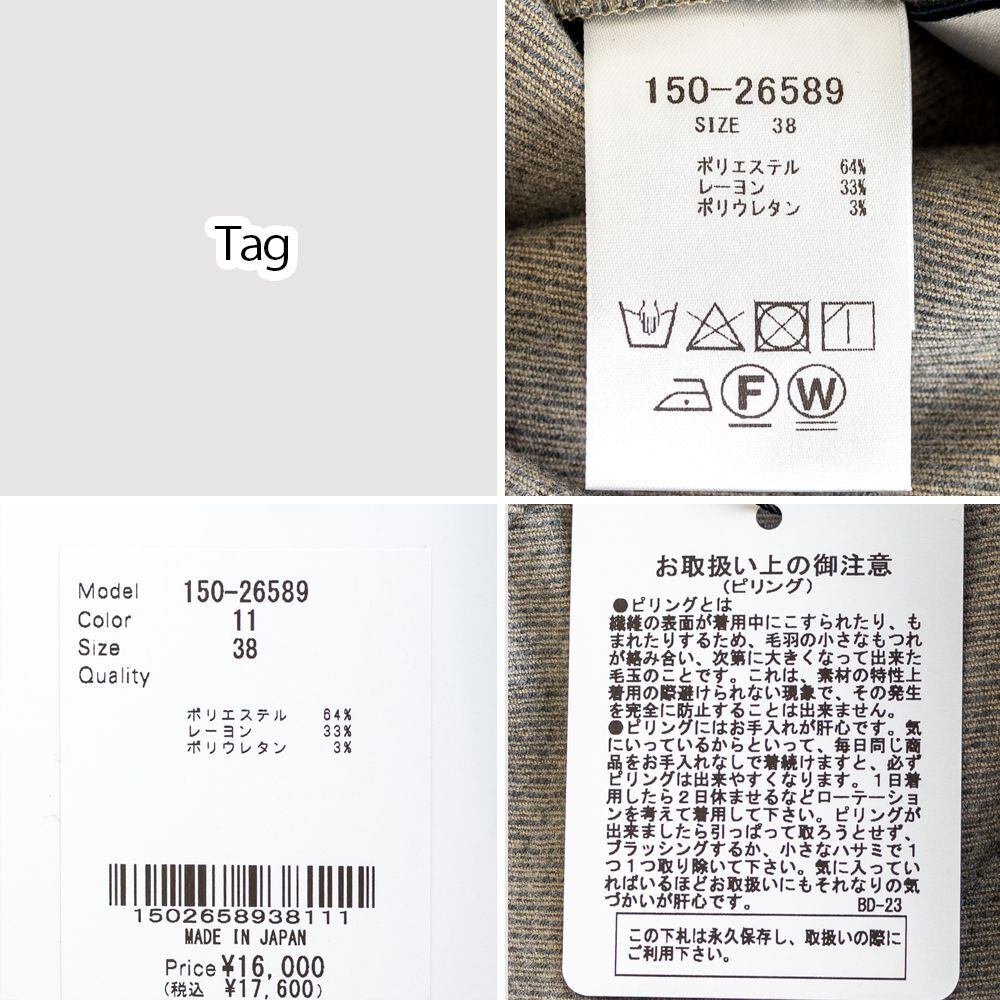 Tag
150-26589
SIZE 38
ポリエステル 64%
レーヨン 33%
ポリウレタン 3%
F W
Model 150-26589
Color 11
Size 38
Quality
ポリエステル 64%
レーヨン 33%
ポリウレタン 3%
1502658938111
MADE IN JAPAN
Price ¥16,000
(税込 ¥17,600)
お取扱い上の御注意
(ピリング)
●ピリングとは
繊維の表面が着用中にこすられたり、も
まれたりするため、毛羽の小さなもつれ
が絡み合い、次第に大きくなって出来た
毛玉のことです。これは、素材の特性上
着用の際避けられない現象で、その発生
を完全に防止することは出来ません。
●ピリングにはお手入れが肝心です。気
にいっているからといって、毎日同じ商
品をお手入れなしで着続けますと、必ず
ピリングは出来やすくなります。1日着
用したら2日休ませるなどローテーショ
ンを考えて着用して下さい。ピリングが
出来ましたら引っぱって取ろうとせず、
ブラッシングするか、小さなハサミで1
つ1つ取り除いて下さい。気に入ってい
ればいるほどお取扱いにもそれなりの気
づかいが肝心です。 BD-23
この下札は永久保存し、取扱いの際に
ご利用下さい。